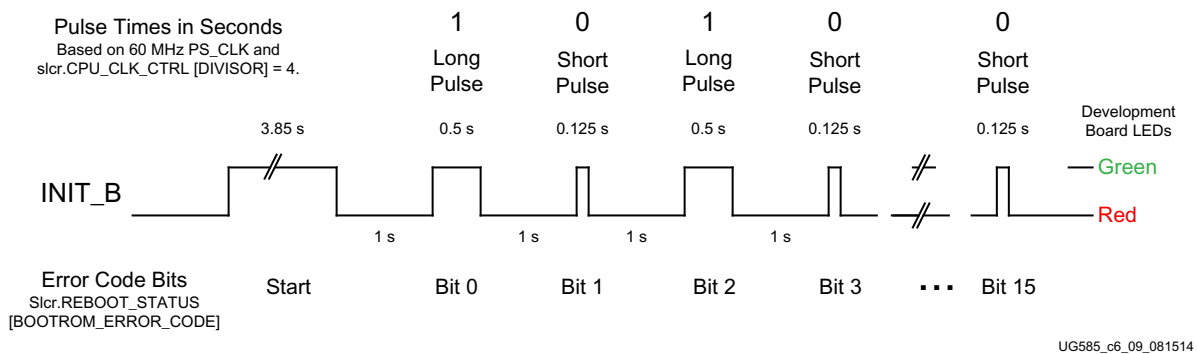 Pulse Times in Seconds
Based on 60 MHz PS_CLK and
slcr.CPU_CLK_CTRL [DIVISOR] = 4.
1 0 1 0 0
Long Short Long Short Short
Pulse Pulse Pulse Pulse Pulse
Development
Board LEDs
3.85 s 0.5 s 0.125 s 0.5 s 0.125 s 0.125 s
Green
INIT_B
Red
1 s 1 s 1 s 1 s
Error Code Bits
Slcr.REBOOT_STATUS
[BOOTROM_ERROR_CODE]
Start Bit 0 Bit 1 Bit 2 Bit 3 ... Bit 15
UG585_c6_09_081514